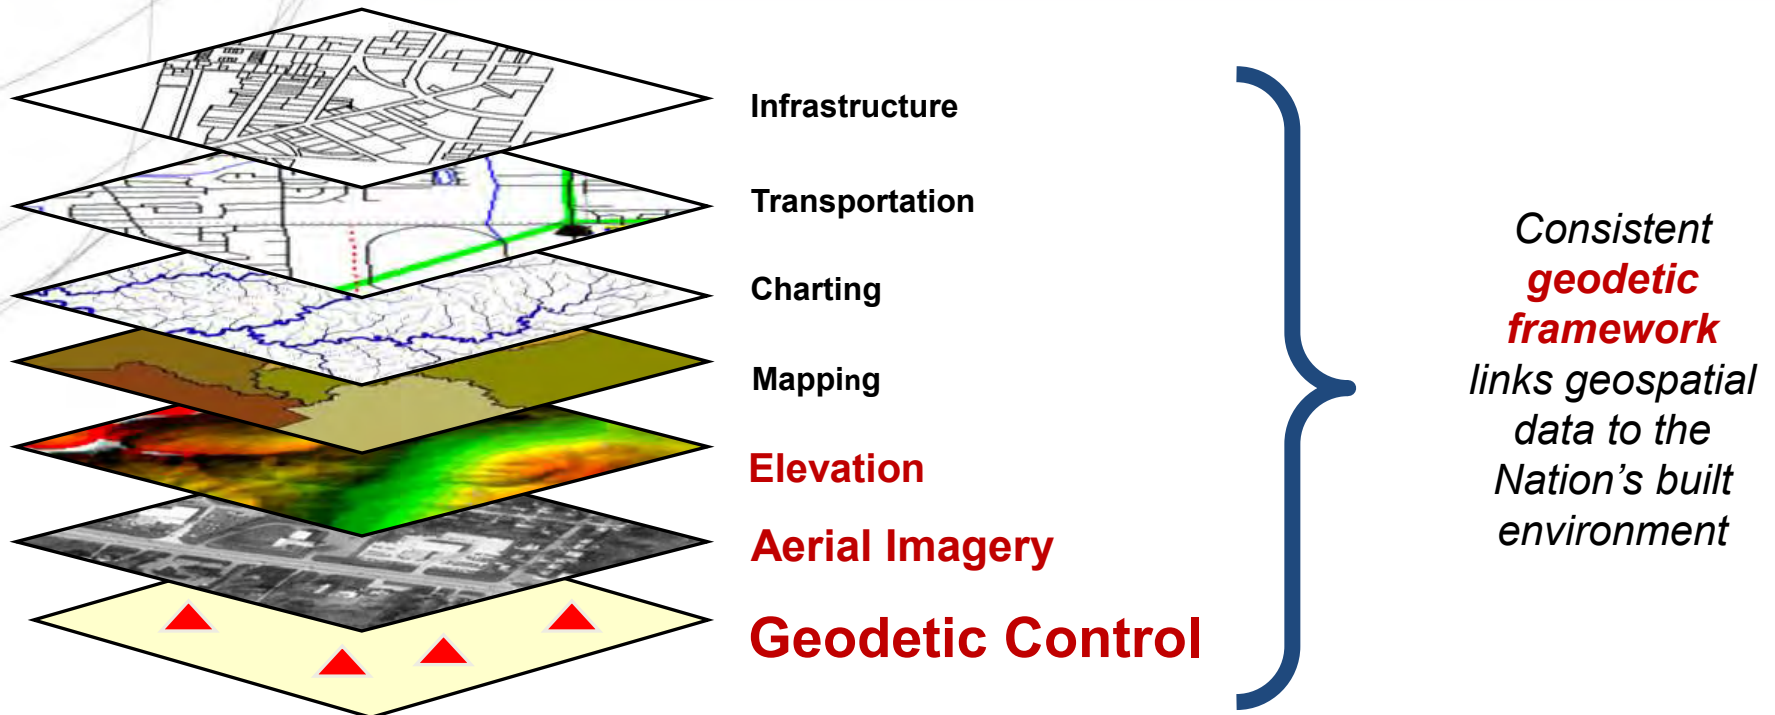 Infrastructure
Transportation
Charting
Mapping
Elevation
Aerial Imagery
Geodetic Control
Consistent
geodetic
framework
links geospatial
data to the
Nation’s built
environment